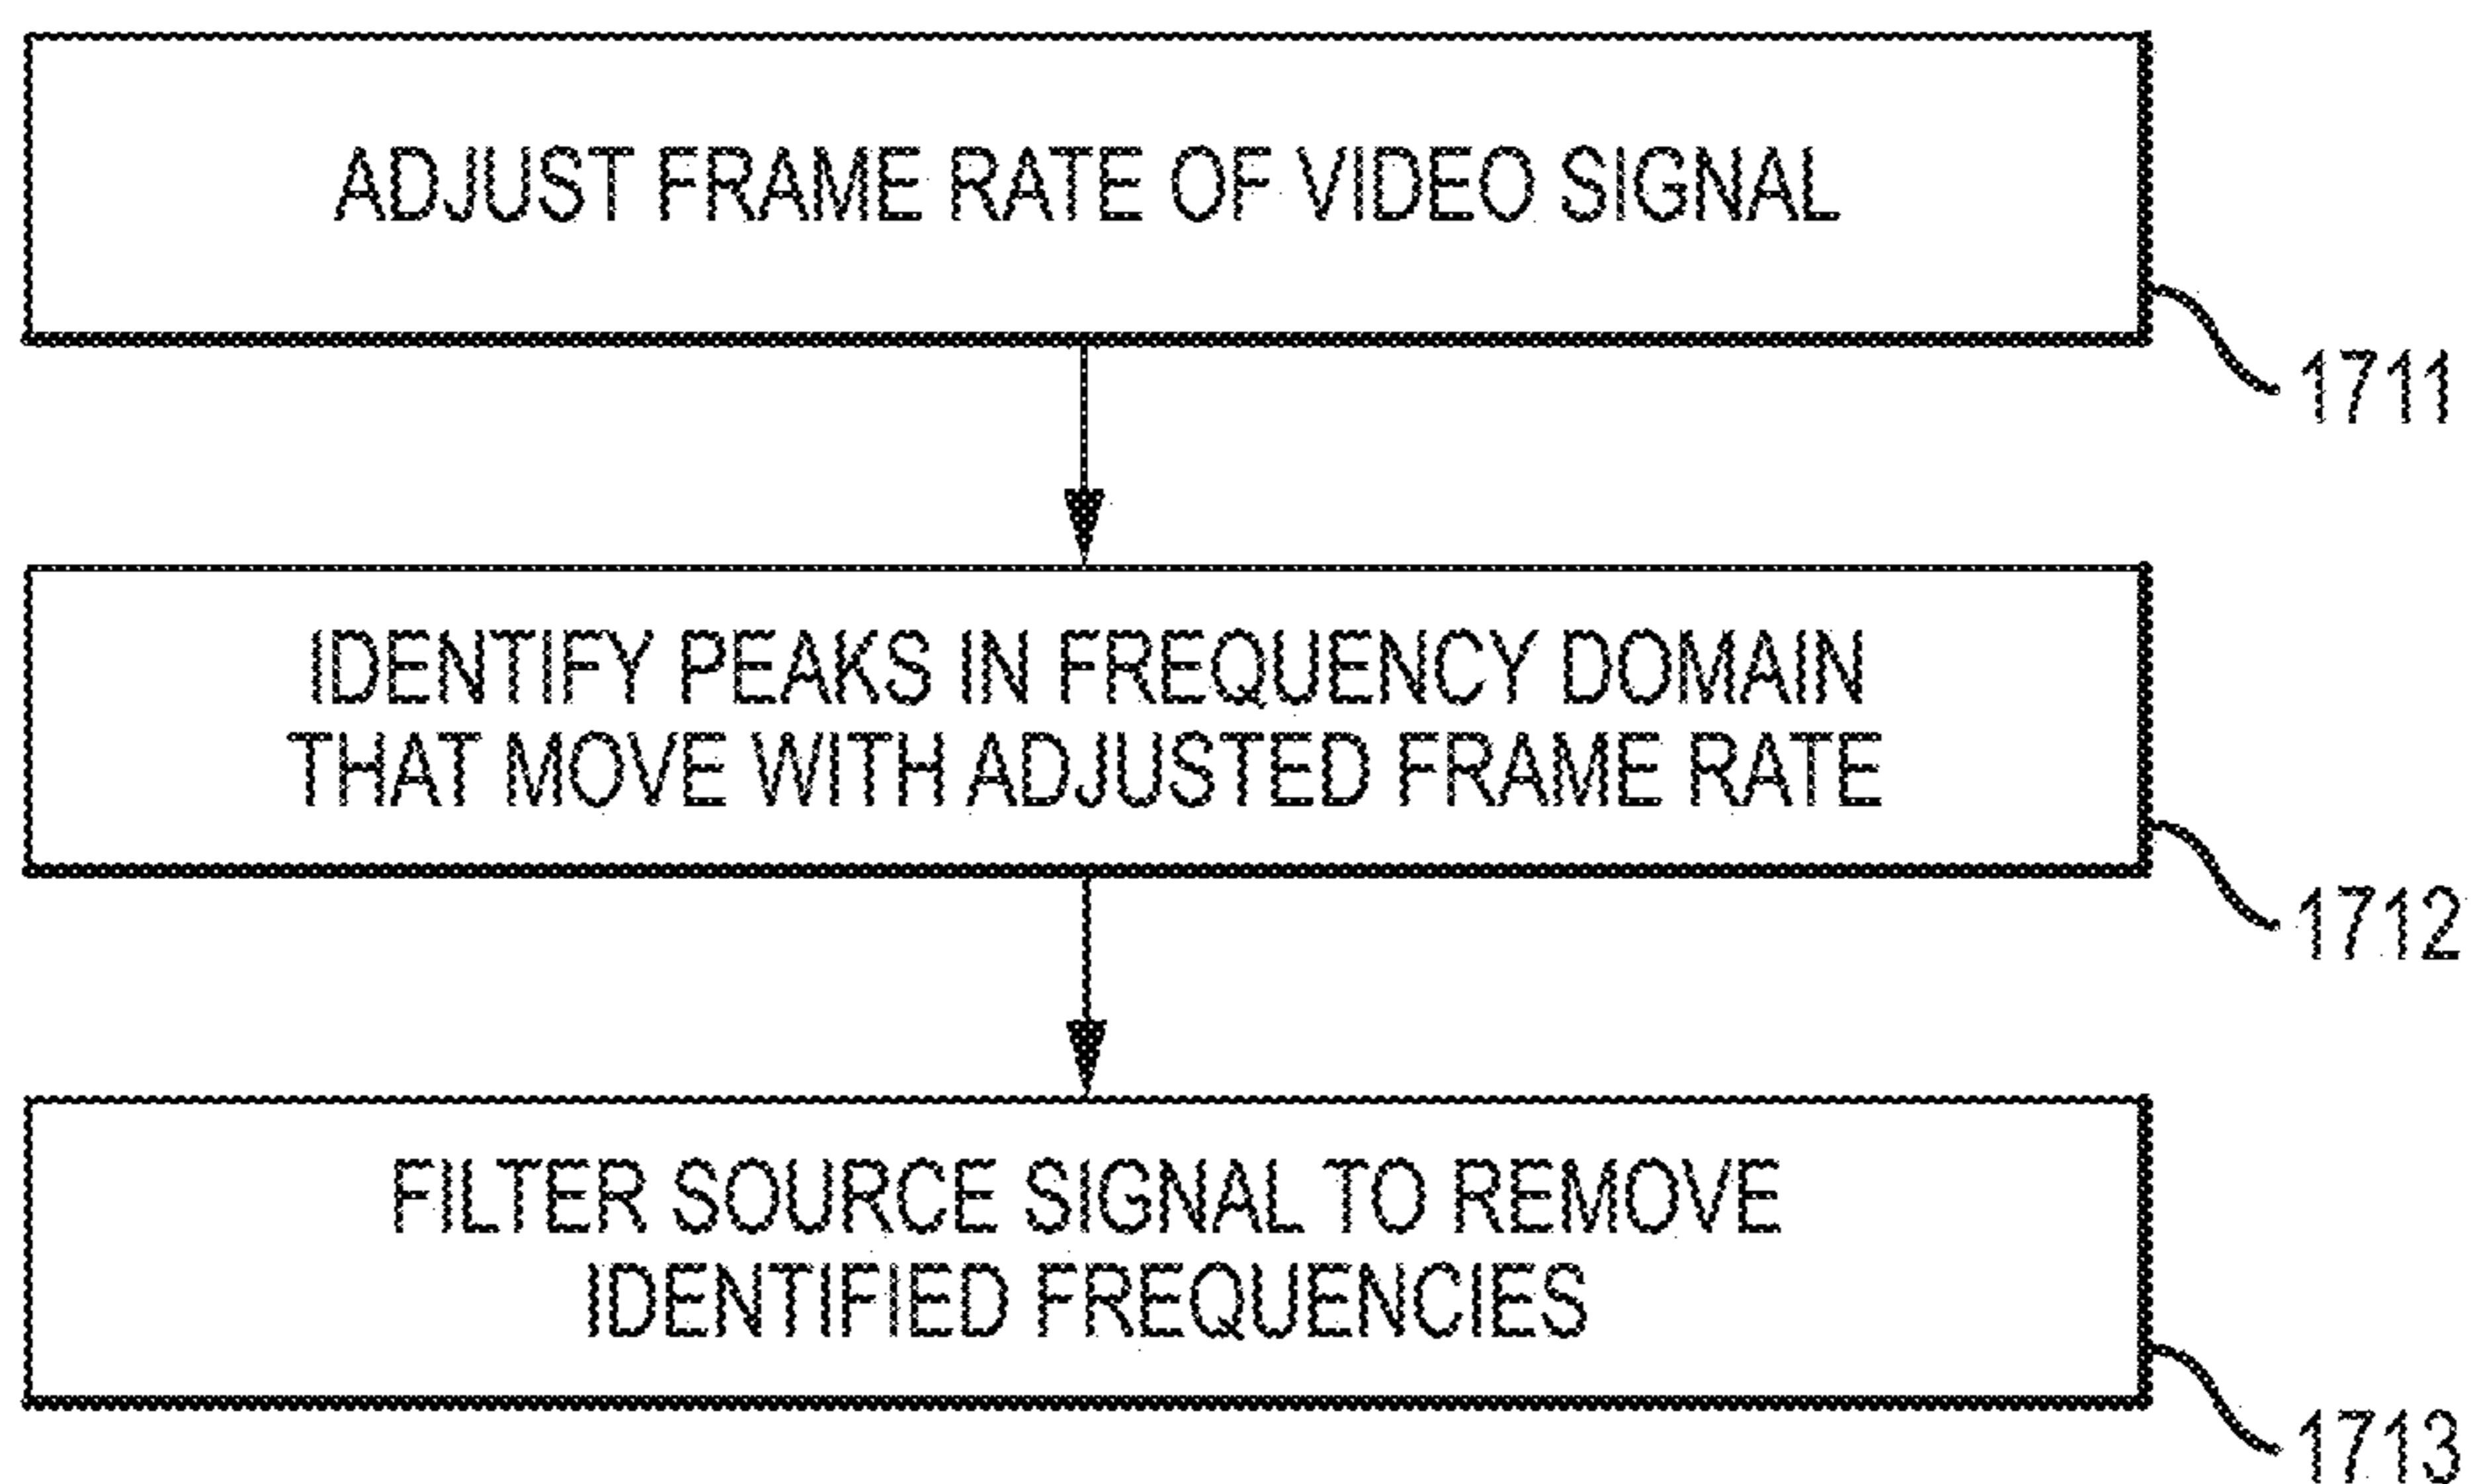 ADJUST FRAME RATE OF VIDEO SIGNAL
1711
IDENTIFY PEAKS IN FREQUENCY DOMAIN
THAT MOVE WITH ADJUSTED FRAME RATE
1712
FILTER SOURCE SIGNAL TO REMOVE
IDENTIFIED FREQUENCIES
1713